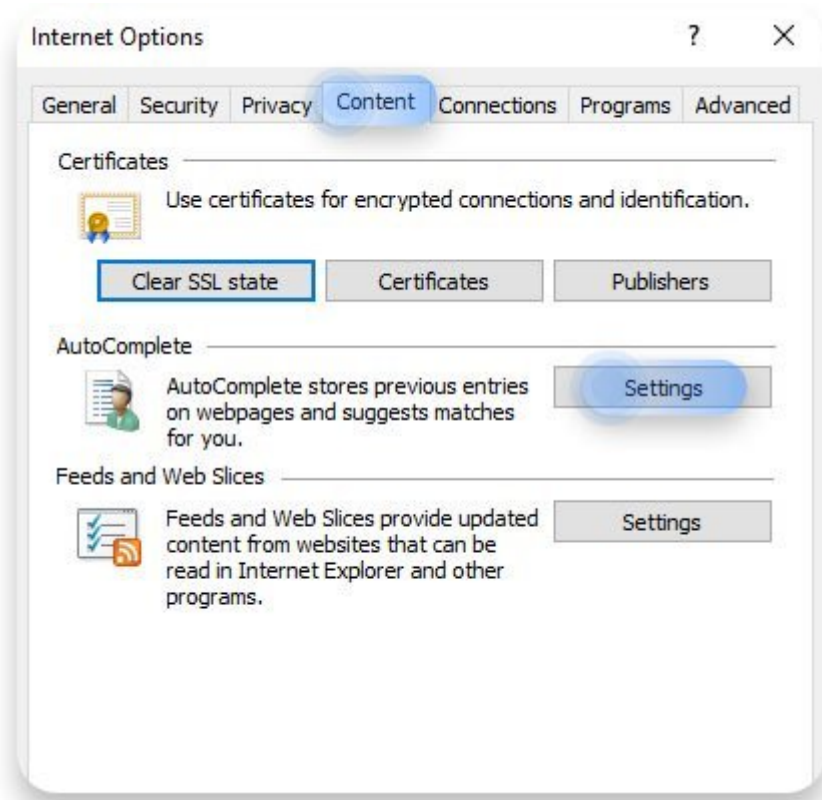 Internet Options
?
General Security Privacy Content Connections Programs Advanced
Certificates
Use certificates for encrypted connections and identification.
Clear SSL state Certificates Publishers
AutoComplete
AutoComplete stores previous entries
on webpages and suggests matches
for you.
Settings
Feeds and Web Slices
Feeds and Web Slices provide updated
content from websites that can be
read in Internet Explorer and other
programs.
Settings